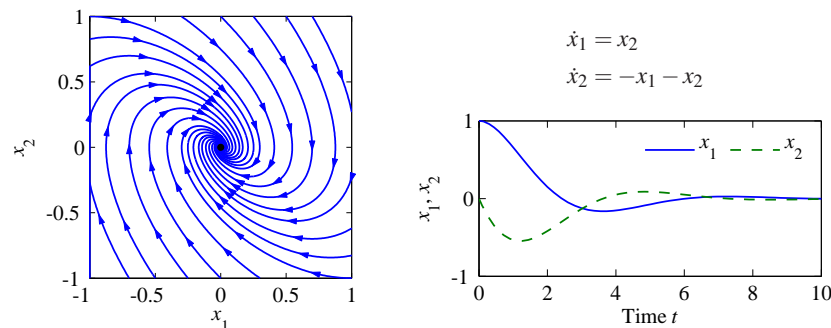 1
0.5
0
-0.5
-1
-1 -0.5 0 0.5 1
x₁
x₂
ẋ₁ = x₂
ẋ₂ = −x₁ − x₂
1
0
-1
0 2 4 6 8 10
Time t
x₁, x₂
x₁ x₂